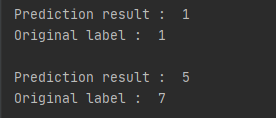 Prediction result :  1
Original label :  1

Prediction result :  5
Original label :  7